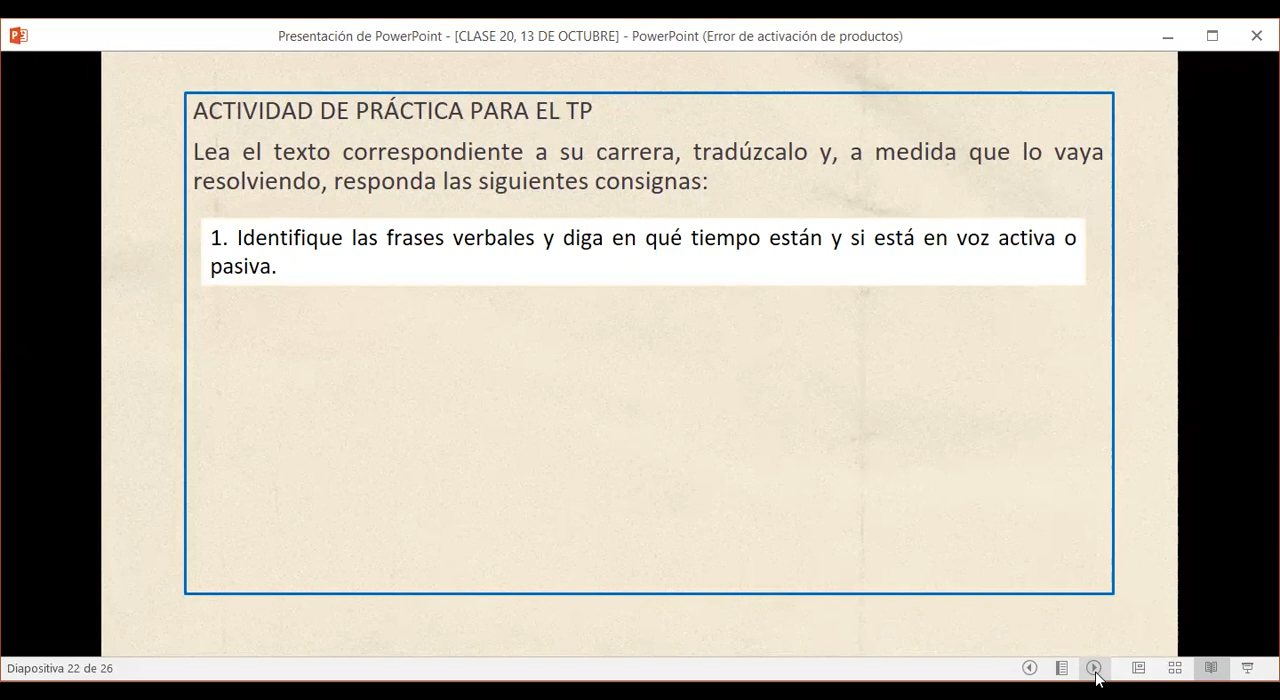 Presentación de PowerPoint - [CLASE 20, 13 DE OCTUBRE] - PowerPoint (Error de activación de productos)
ACTIVIDAD DE PRÁCTICA PARA EL TP
Lea el texto correspondiente a su carrera, tradúzcalo y, a medida que lo vaya
resolviendo, responda las siguientes consignas:
1. Identifique las frases verbales y diga en qué tiempo están y si está en voz activa o
pasiva.
Diapositiva 22 de 26